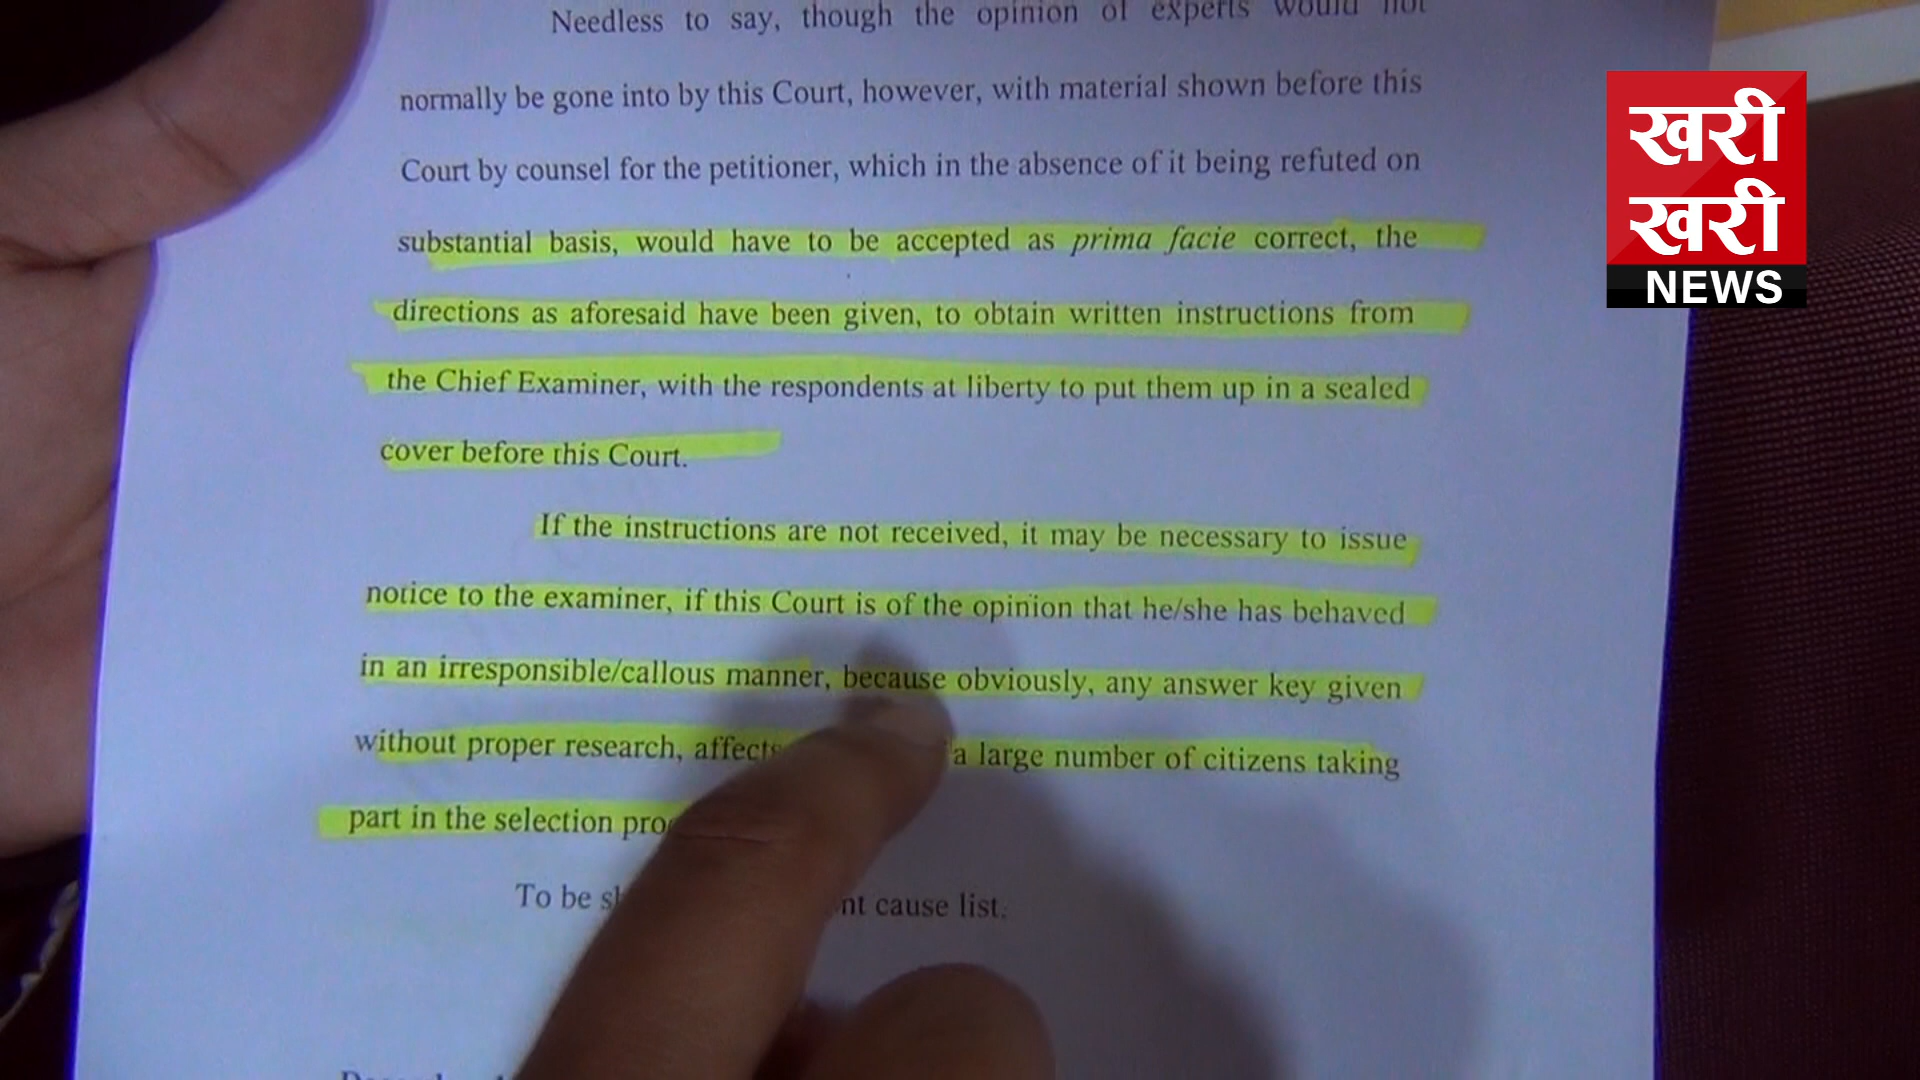 Needless to say, though the opinion of experts would not
normally be gone into by this Court, however, with material shown before this
Court by counsel for the petitioner, which in the absence of it being refuted on
substantial basis, would have to be accepted as prima facie correct, the
directions as aforesaid have been given, to obtain written instructions from
the Chief Examiner, with the respondents at liberty to put them up in a sealed
cover before this Court.
If the instructions are not received, it may be necessary to issue
notice to the examiner, if this Court is of the opinion that he/she has behaved
in an irresponsible/callous manner, because obviously, any answer key given
without proper research, affects a large number of citizens taking
part in the selection
To be cause list.
खरी
खरी
NEWS